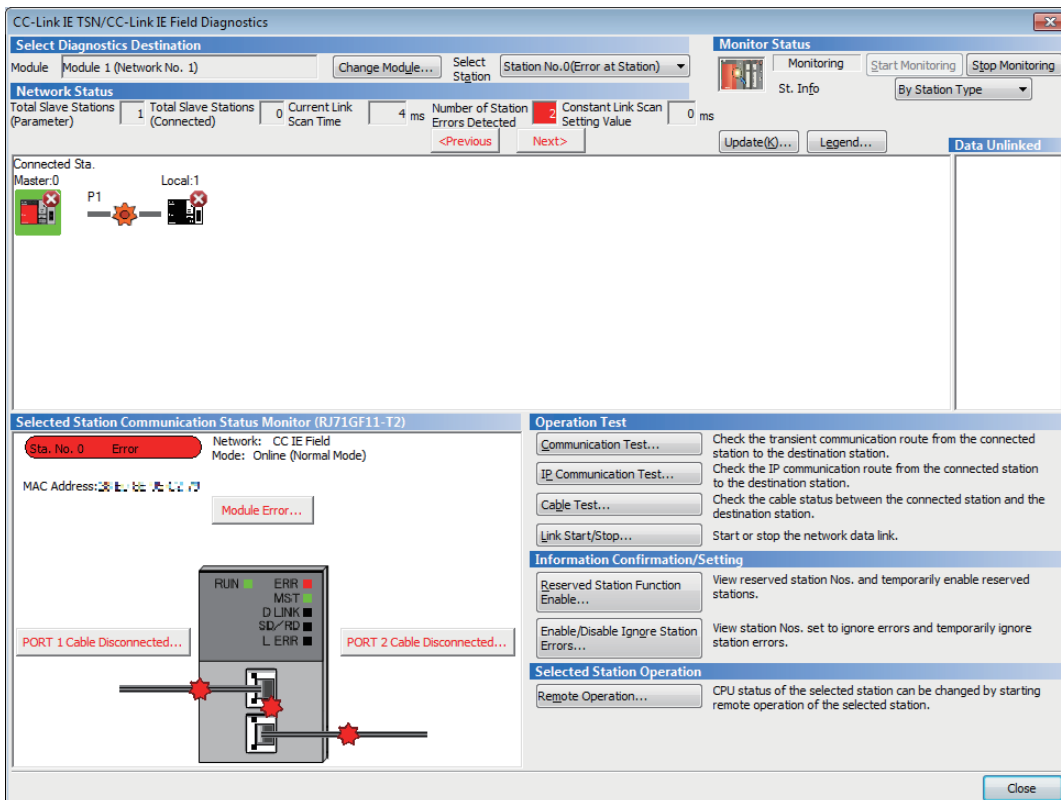 CC-Link IE TSN/CC-Link IE Field Diagnostics
Select Diagnostics Destination
Module Module 1 (Network No. 1) Change Module... Select Station Station No.0(Error at Station)
Monitor Status
Monitoring Start Monitoring Stop Monitoring
St. Info By Station Type
Network Status
Total Slave Stations (Parameter) 1 Total Slave Stations (Connected) 0 Current Link Scan Time 4 ms Number of Station Errors Detected 2 Constant Link Scan Setting Value 0 ms
<Previous Next> Update(K)... Legend... Data Unlinked
Connected Sta.
Master:0 Local:1
P1
Selected Station Communication Status Monitor (RJ71GF11-T2)
Sta. No. 0 Error
Network: CC IE Field
Mode: Online (Normal Mode)
MAC Address:
Module Error...
RUN ERR
MST
D LINK
SD/RD
L ERR
PORT 1 Cable Disconnected... PORT 2 Cable Disconnected...
Operation Test
Communication Test... Check the transient communication route from the connected
station to the destination station.
IP Communication Test... Check the IP communication route from the connected station
to the destination station.
Cable Test... Check the cable status between the connected station and the
destination station.
Link Start/Stop... Start or stop the network data link.
Information Confirmation/Setting
Reserved Station Function Enable... View reserved station Nos. and temporarily enable reserved
stations.
Enable/Disable Ignore Station Errors... View station Nos. set to ignore errors and temporarily ignore
station errors.
Selected Station Operation
Remote Operation... CPU status of the selected station can be changed by starting
remote operation of the selected station.
Close